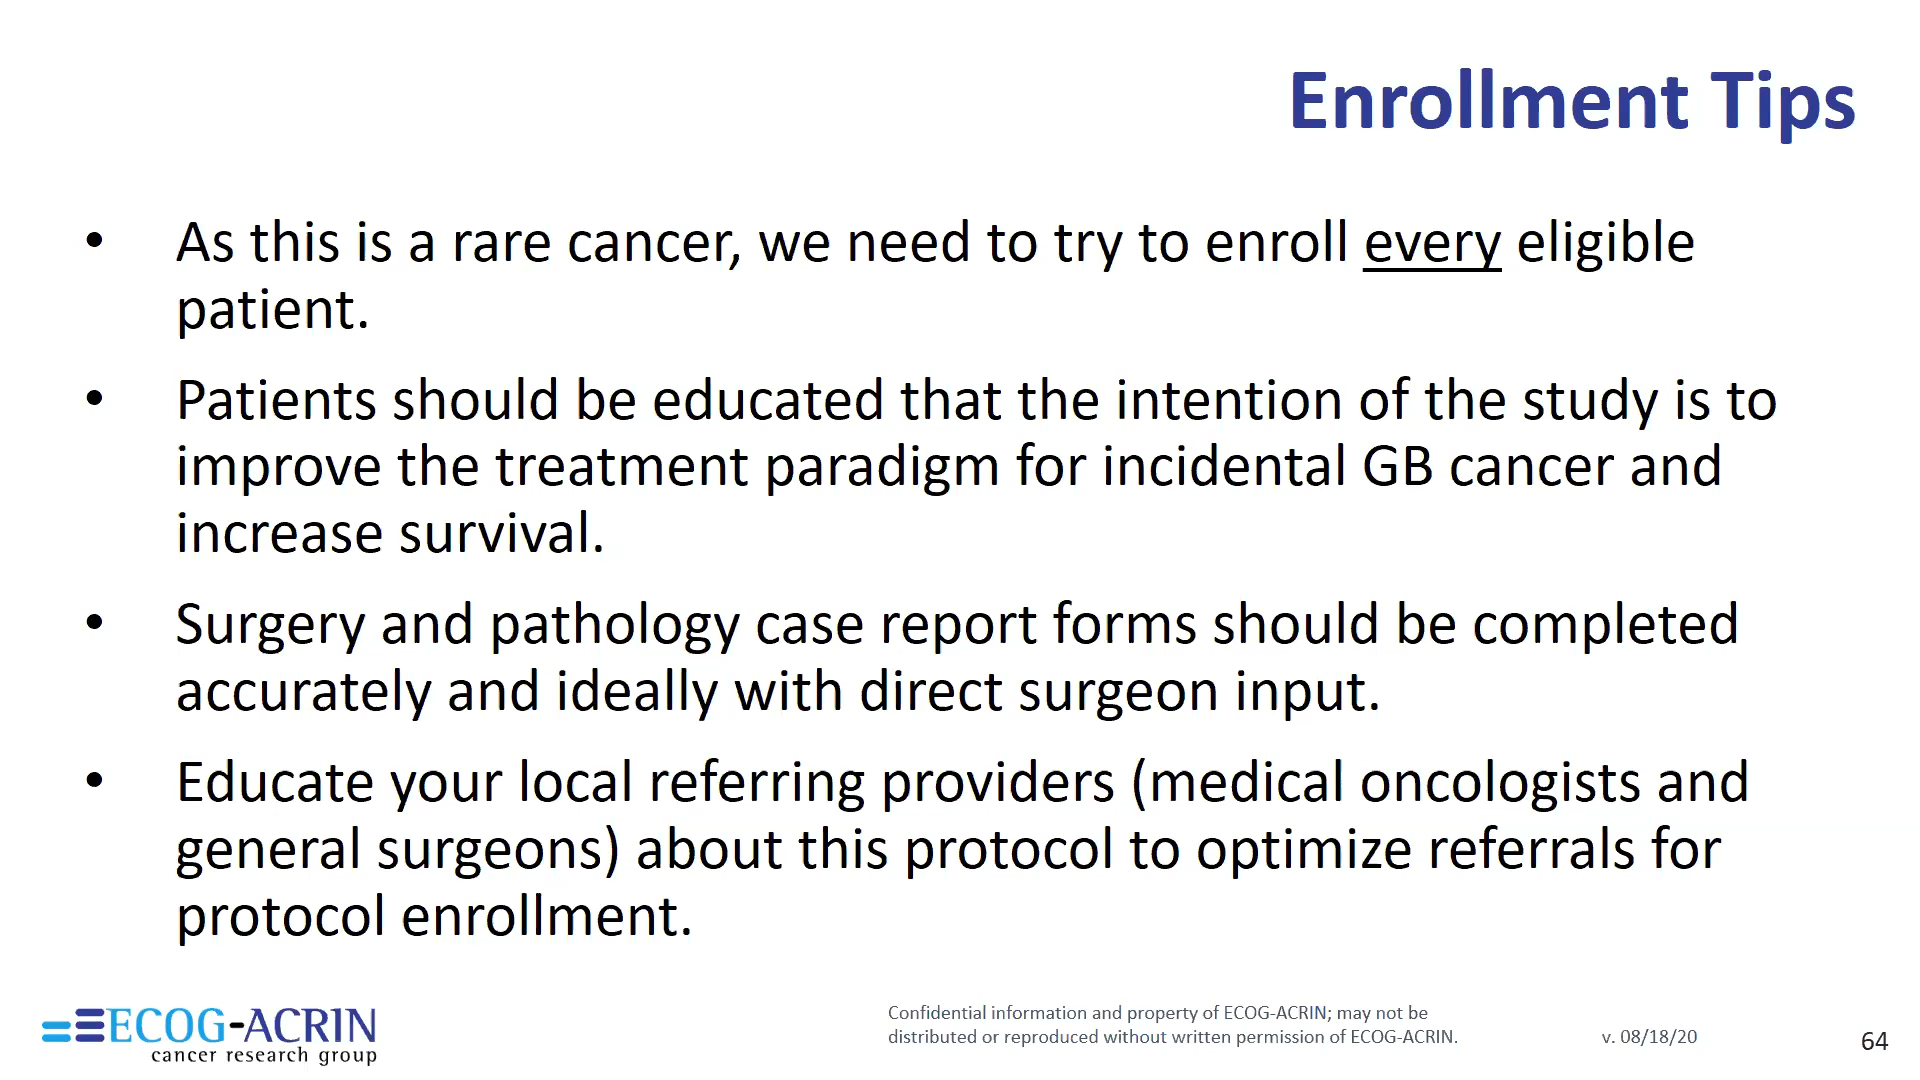 Enrollment Tips
• As this is a rare cancer, we need to try to enroll every eligible
patient.
• Patients should be educated that the intention of the study is to
improve the treatment paradigm for incidental GB cancer and
increase survival.
• Surgery and pathology case report forms should be completed
accurately and ideally with direct surgeon input.
• Educate your local referring providers (medical oncologists and
general surgeons) about this protocol to optimize referrals for
protocol enrollment.
ECOG-ACRIN
cancer research group
Confidential information and property of ECOG-ACRIN; may not be
distributed or reproduced without written permission of ECOG-ACRIN.
v. 08/18/20
64